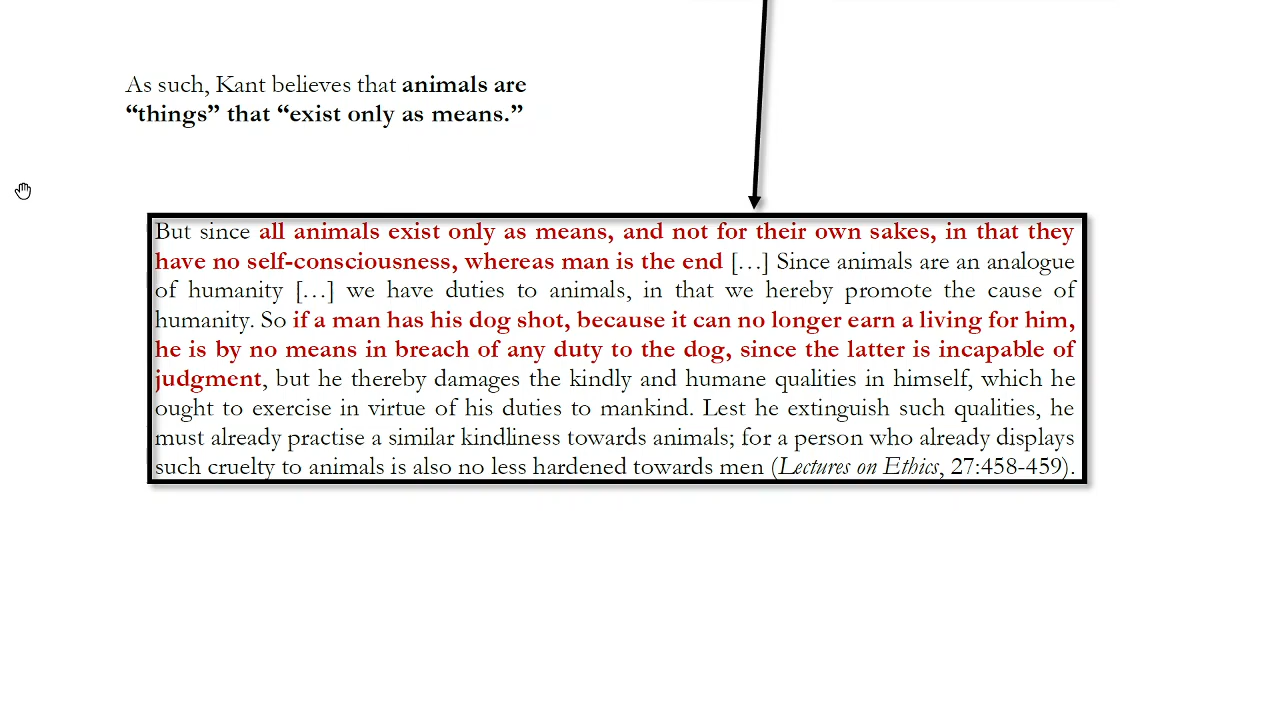 As such, Kant believes that animals are
“things” that “exist only as means.”
But since all animals exist only as means, and not for their own sakes, in that they
have no self-consciousness, whereas man is the end […] Since animals are an analogue
of humanity […] we have duties to animals, in that we hereby promote the cause of
humanity. So if a man has his dog shot, because it can no longer earn a living for him,
he is by no means in breach of any duty to the dog, since the latter is incapable of
judgment, but he thereby damages the kindly and humane qualities in himself, which he
ought to exercise in virtue of his duties to mankind. Lest he extinguish such qualities, he
must already practise a similar kindliness towards animals; for a person who already displays
such cruelty to animals is also no less hardened towards men (Lectures on Ethics, 27:458-459).